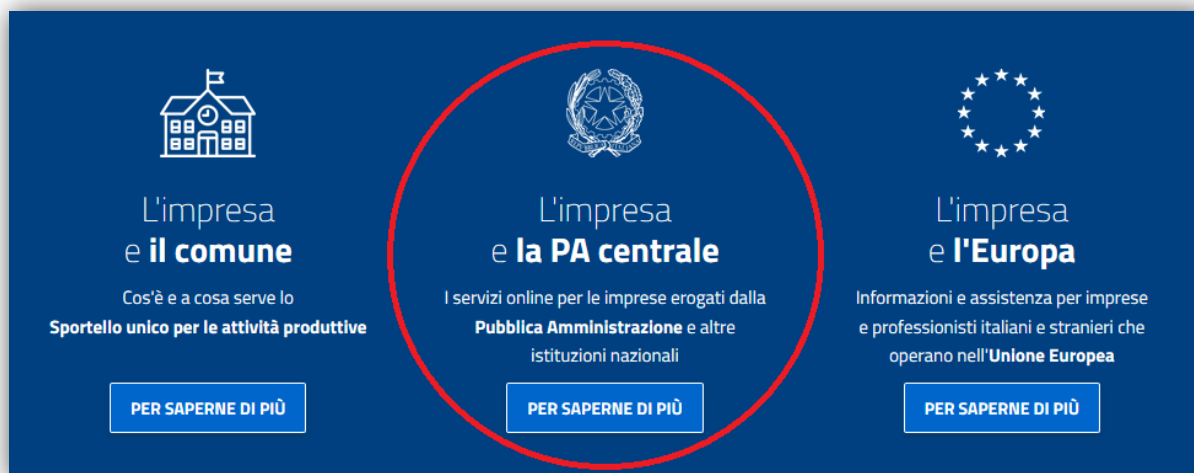 L'impresa
e il comune
Cos'è e a cosa serve lo
Sportello unico per le attività produttive
PER SAPERNE DI PIÙ
L'impresa
e la PA centrale
I servizi online per le imprese erogati dalla
Pubblica Amministrazione e altre
istituzioni nazionali
PER SAPERNE DI PIÙ
L'impresa
e l'Europa
Informazioni e assistenza per imprese
e professionisti italiani e stranieri che
operano nell'Unione Europea
PER SAPERNE DI PIÙ